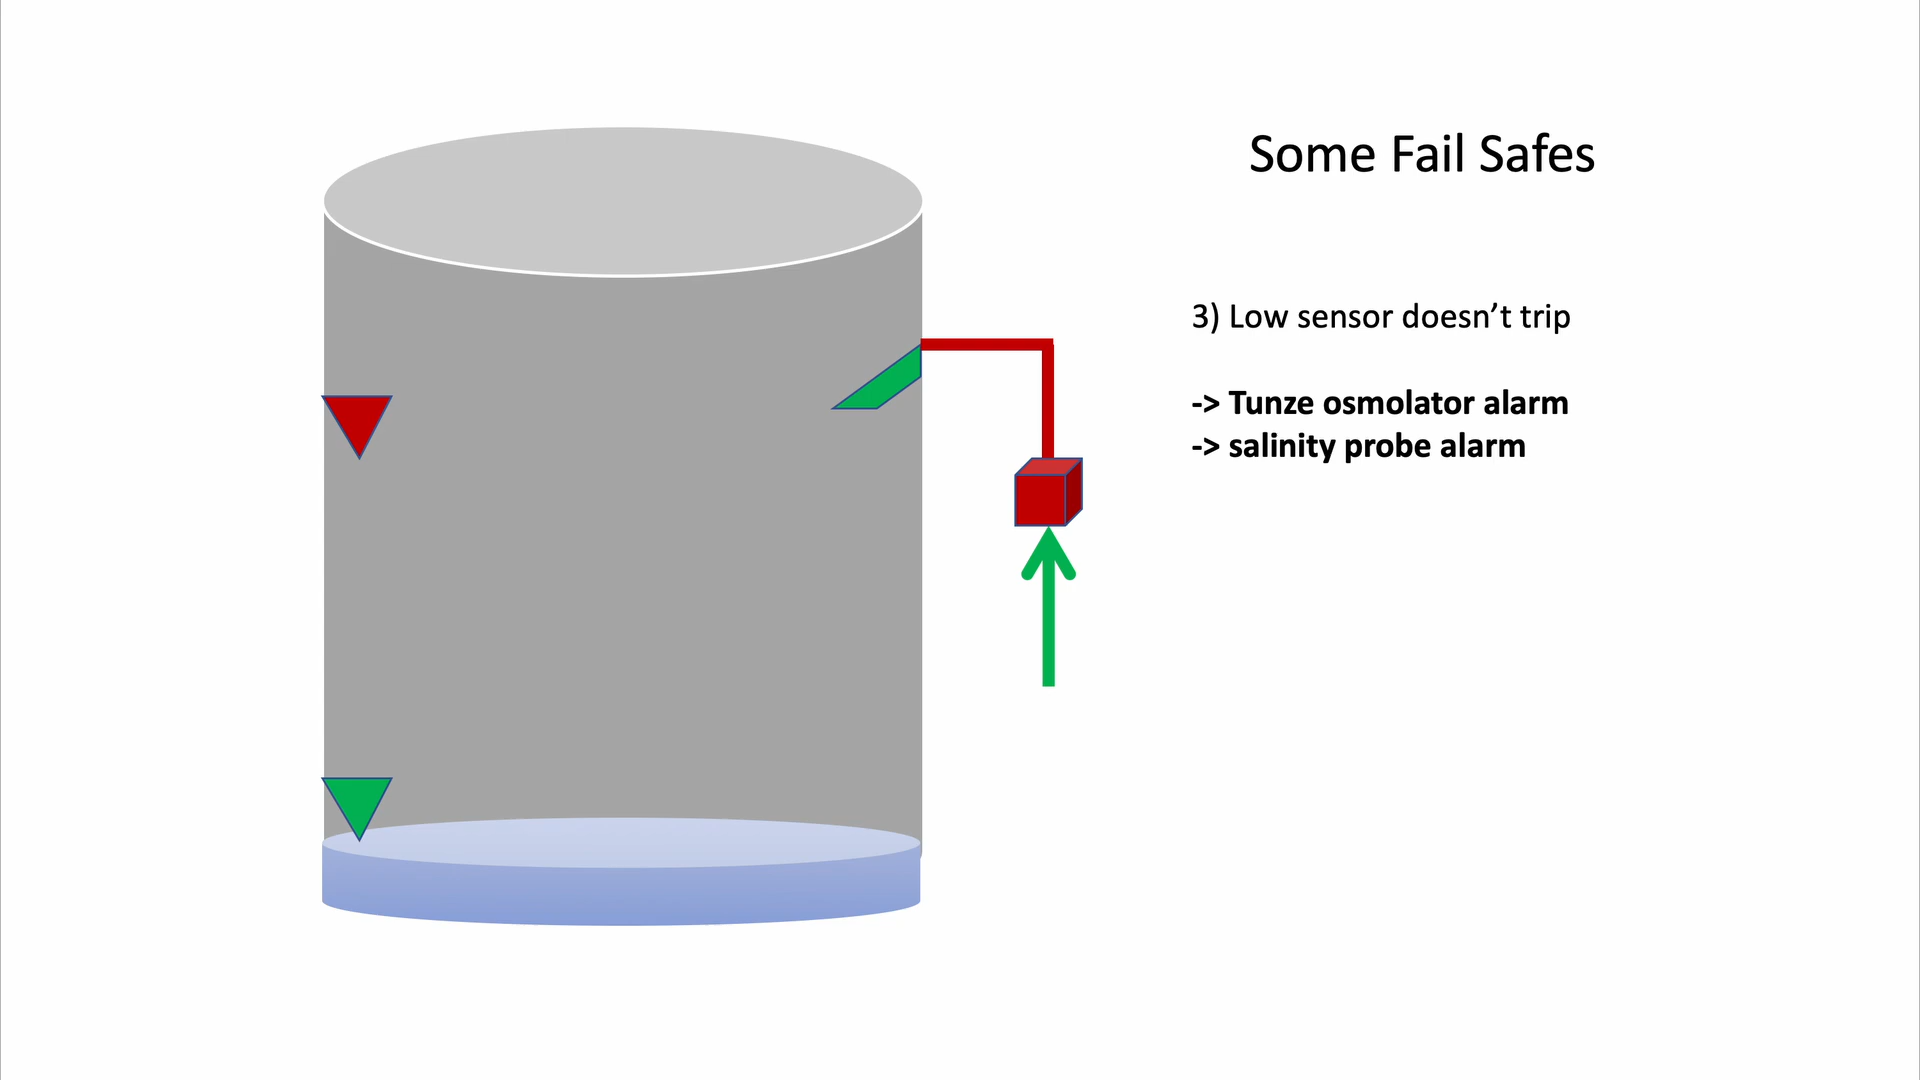 Some Fail Safes
3) Low sensor doesn’t trip
-> Tunze osmolator alarm
-> salinity probe alarm